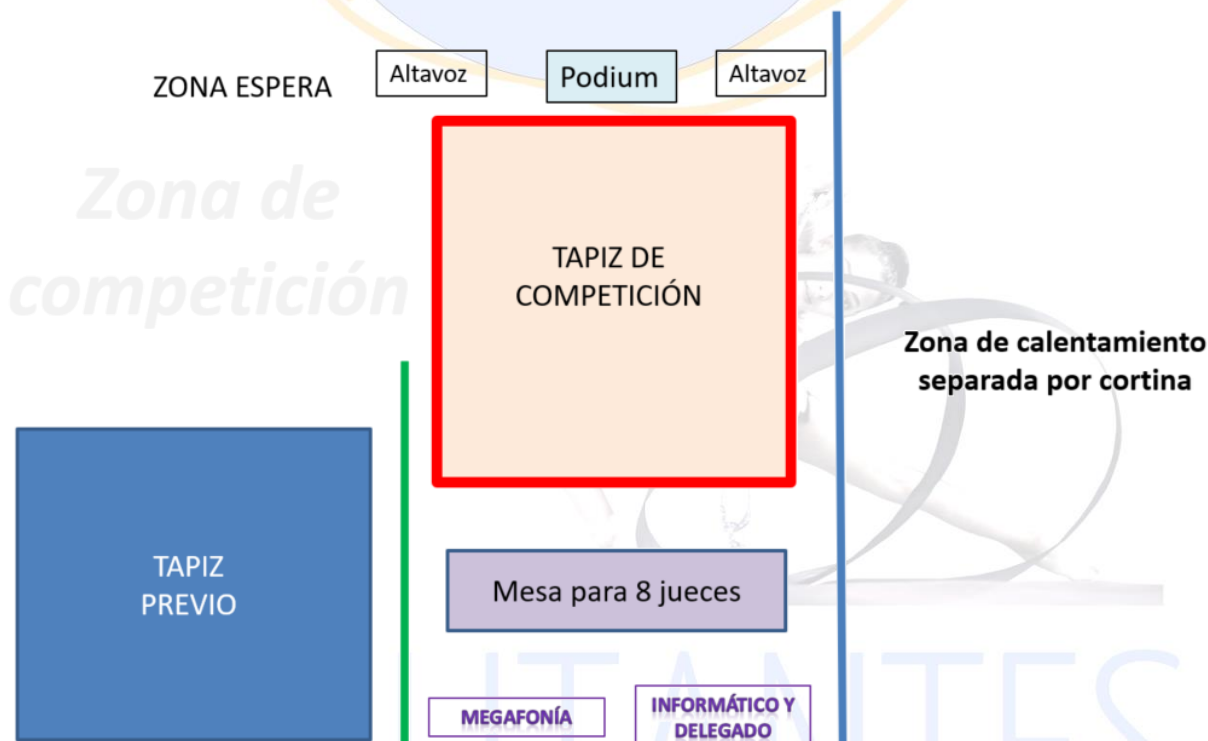 ZONA ESPERA
Altavoz
Podium
Altavoz
Zona de
competición
TAPIZ DE
COMPETICIÓN
Zona de calentamiento
separada por cortina
TAPIZ
PREVIO
Mesa para 8 jueces
MEGAFONÍA
INFORMÁTICO Y
DELEGADO